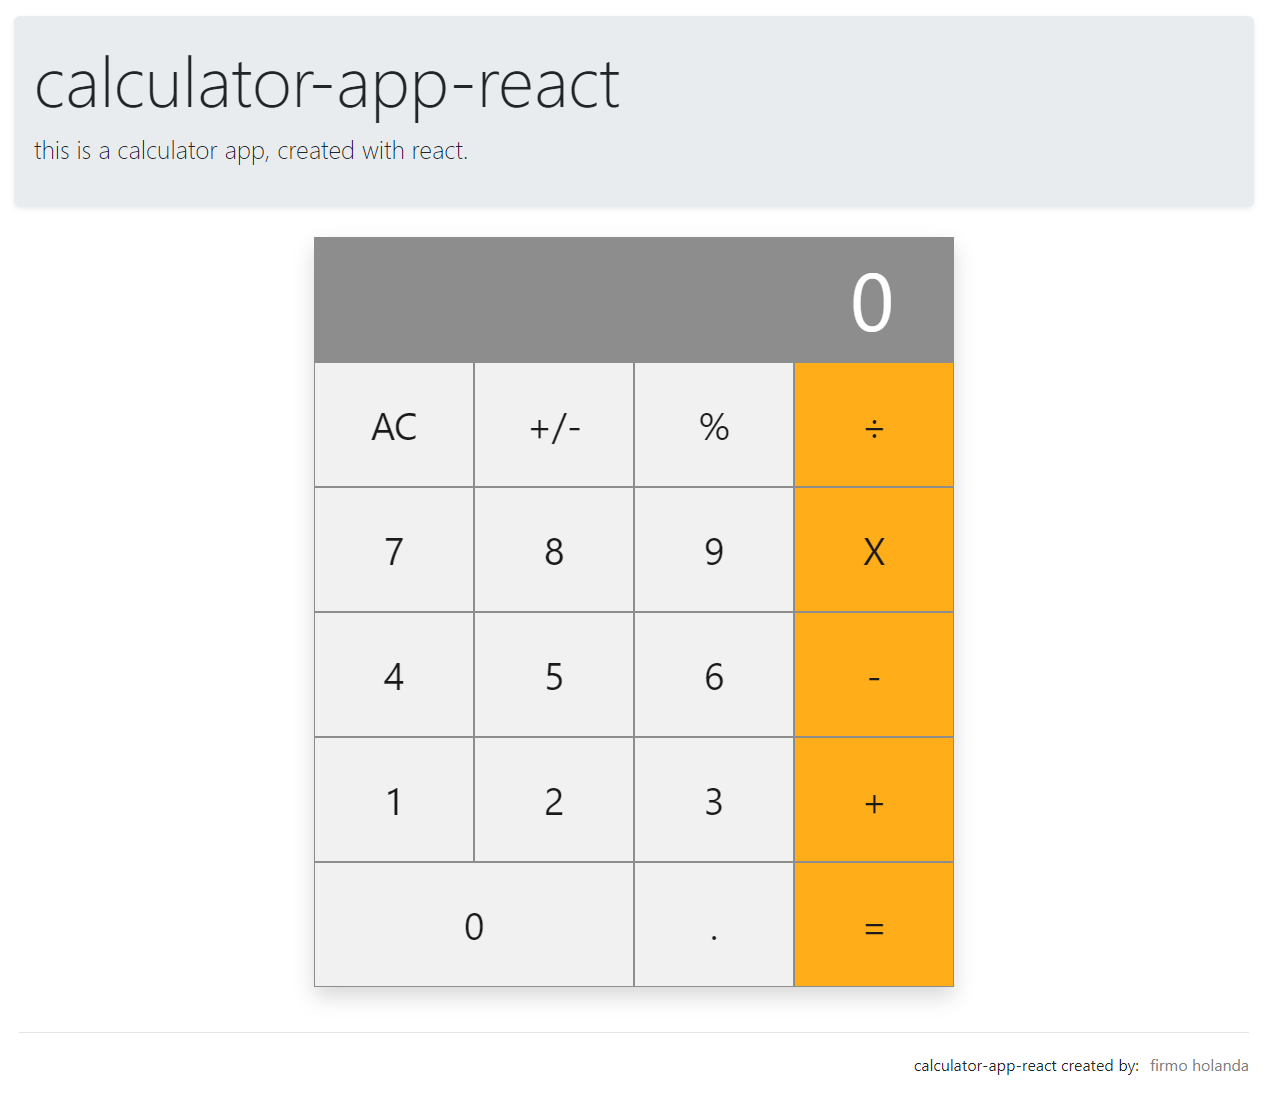 calculator-app-react
this is a calculator app, created with react.
0
AC +/- % ÷
7 8 9 X
4 5 6 -
1 2 3 +
0 . =
calculator-app-react created by: firmo holanda